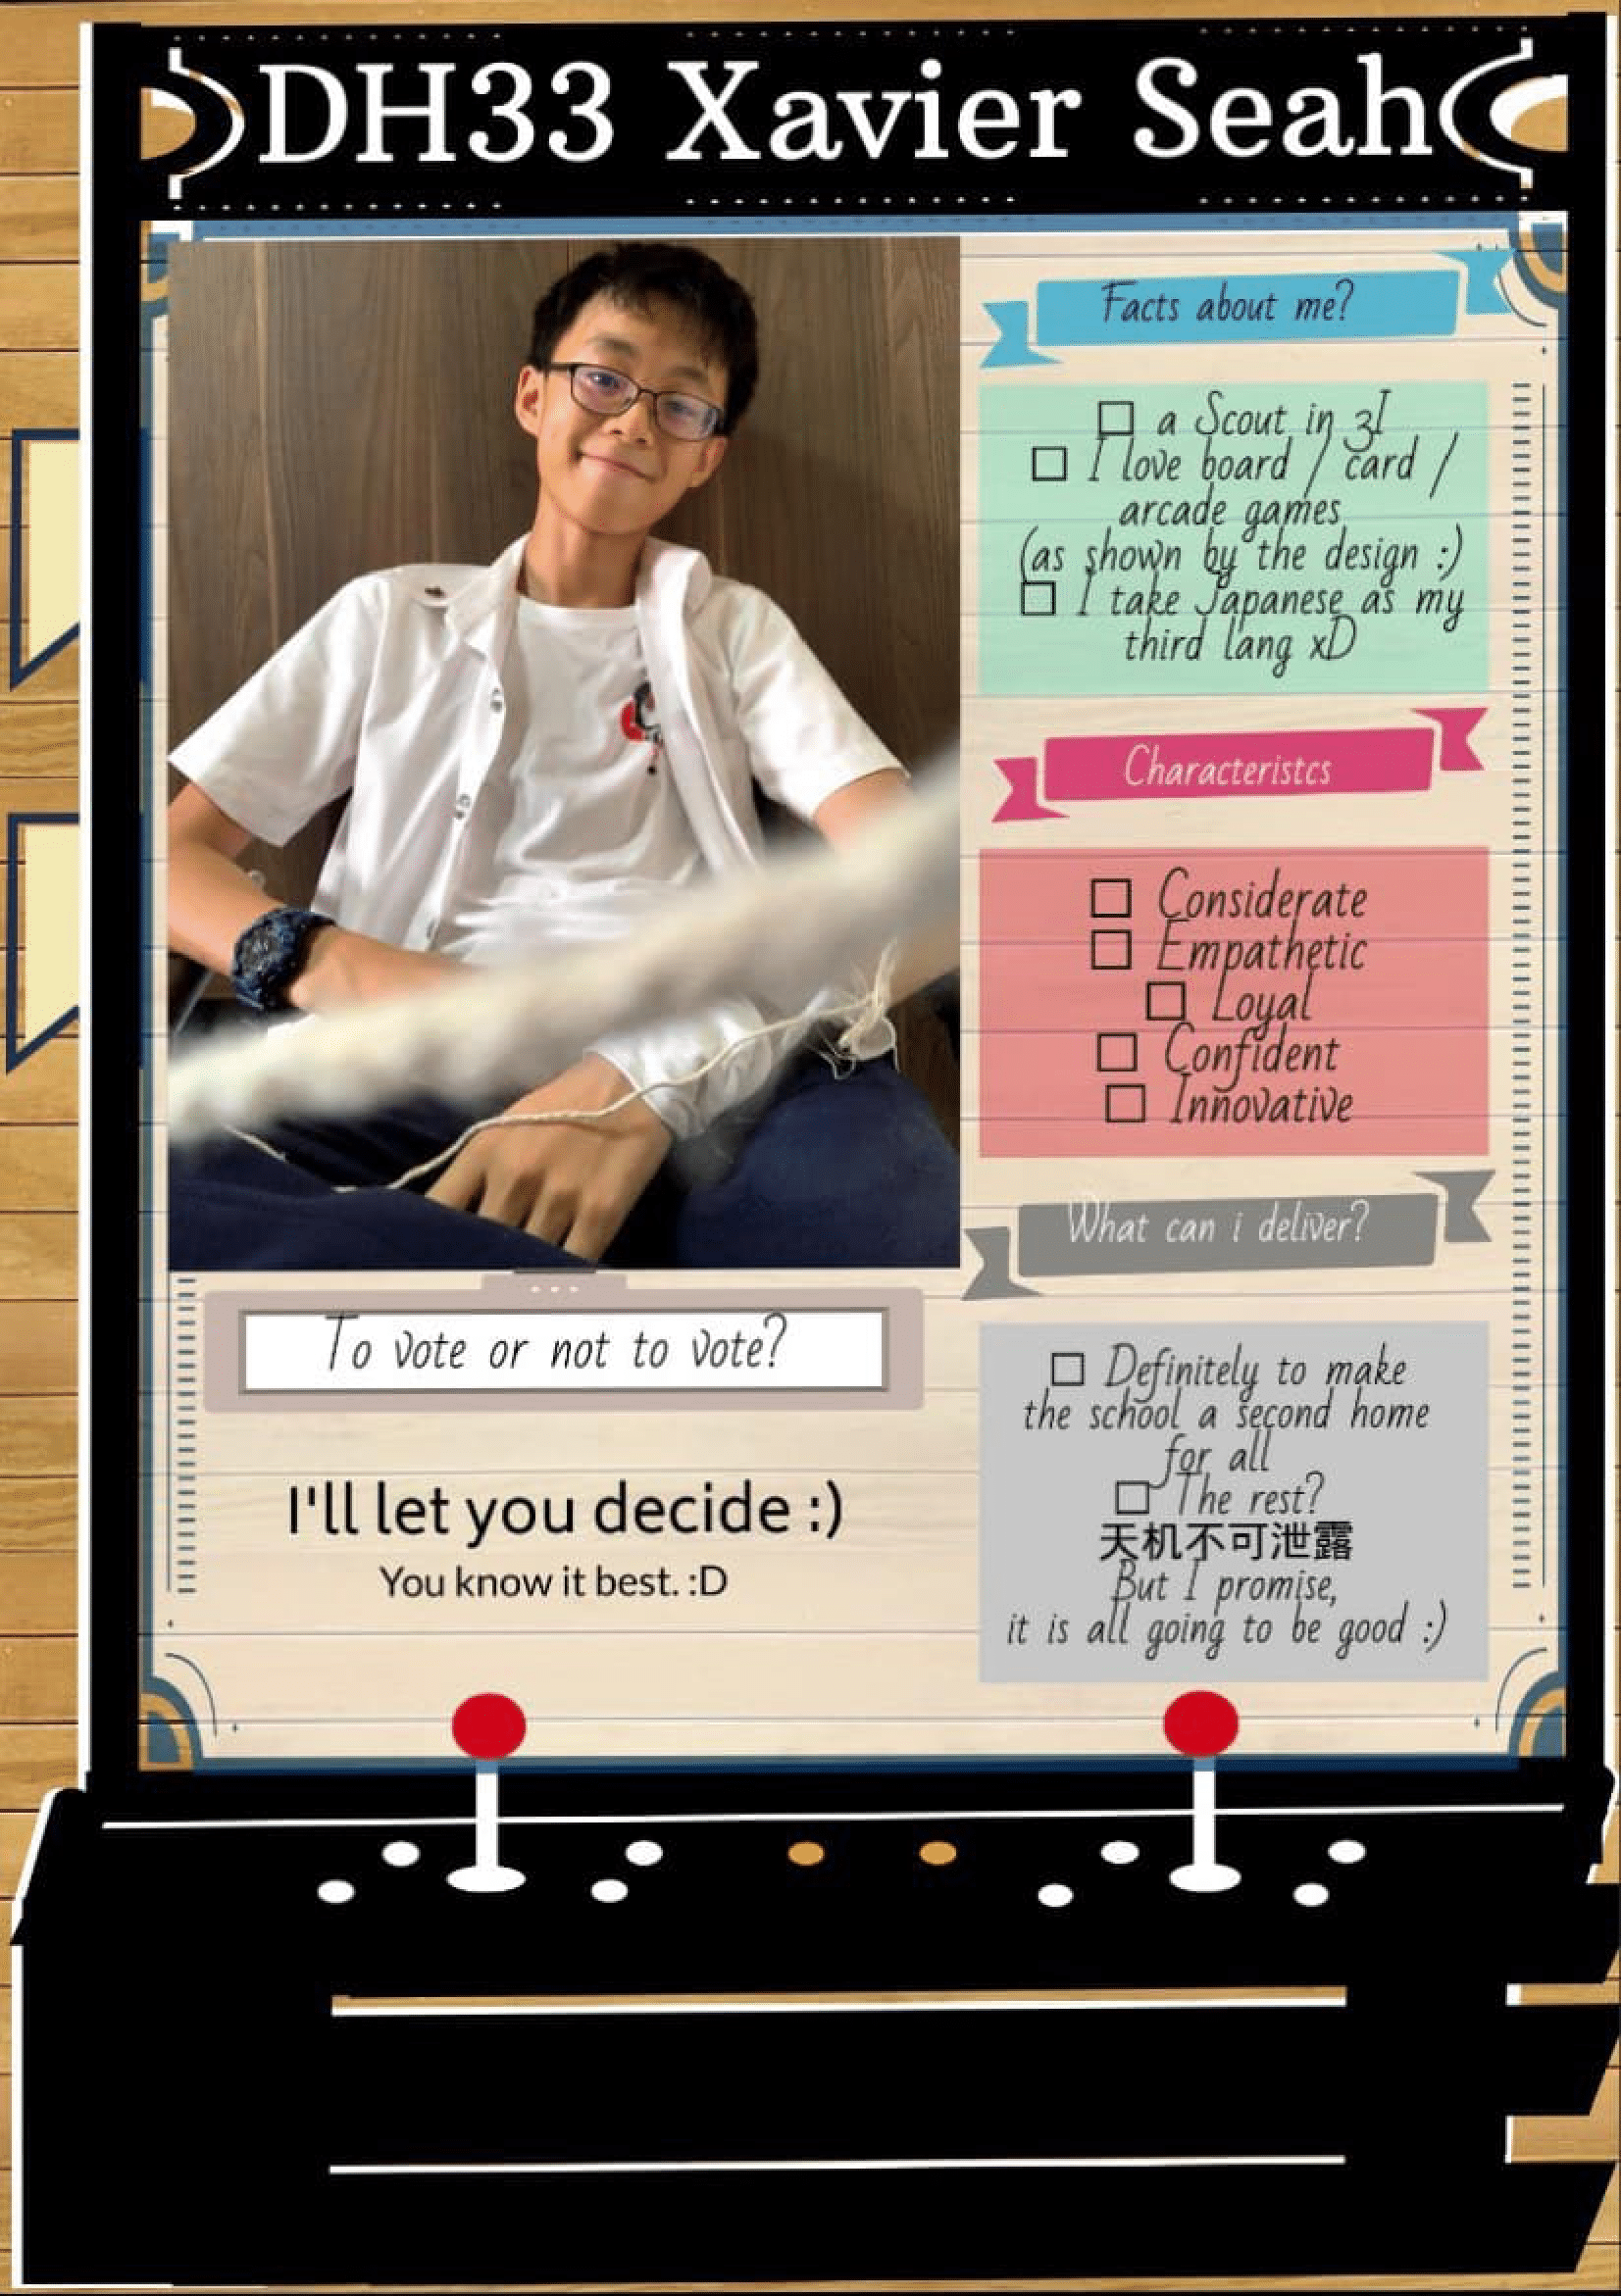 DH33 Xavier Seah
Facts about me?
☐ a Scout in 3I
☐ I love board / card /
arcade games
(as shown by the design :)
☐ I take Japanese as my
third lang xD
Characteristcs
☐ Considerate
☐ Empathetic
☐ Loyal
☐ Confident
☐ Innovative
What can i deliver?
☐ Definitely to make
the school a second home
for all
☐ The rest?
天机不可泄露
But I promise,
it is all going to be good :)
To vote or not to vote?
I'll let you decide :)
You know it best. :D